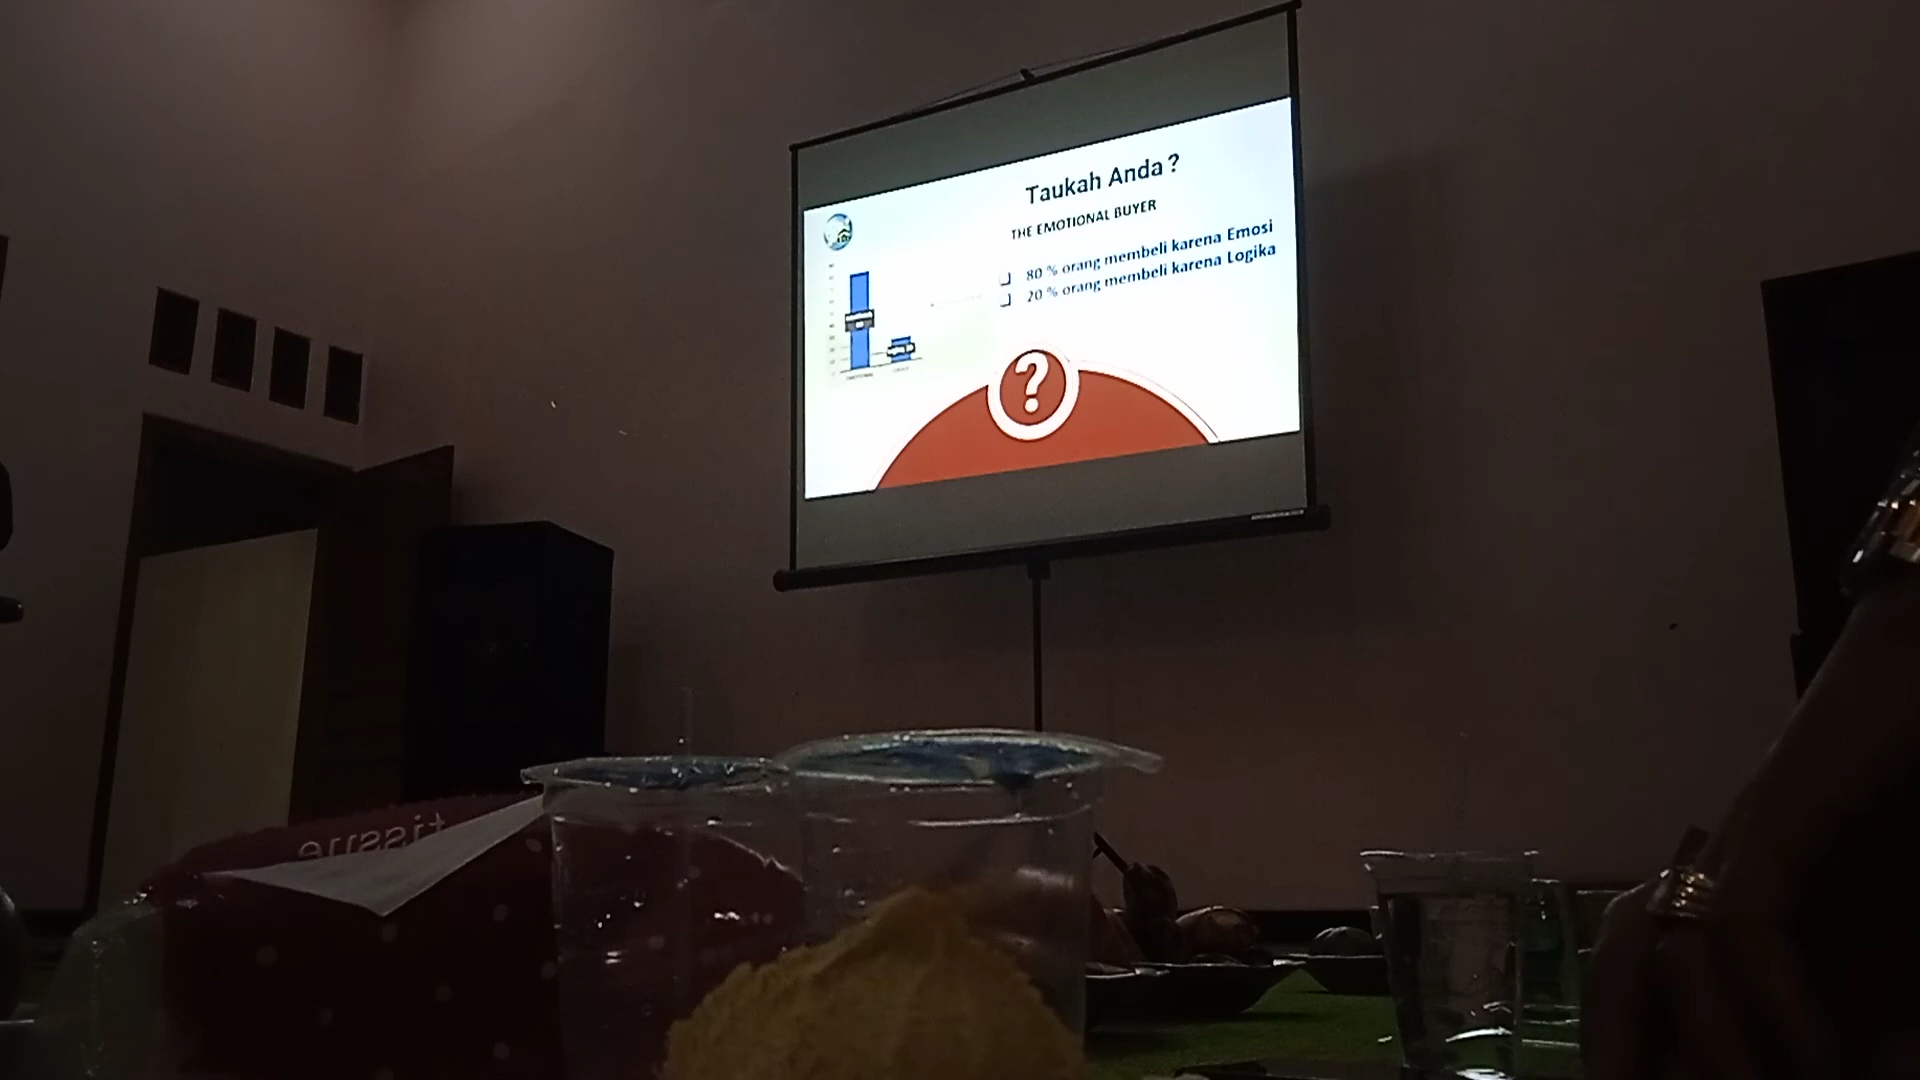 Taukah Anda ?
THE EMOTIONAL BUYER
80 % orang membeli karena Emosi
20 % orang membeli karena Logika
?
tissue